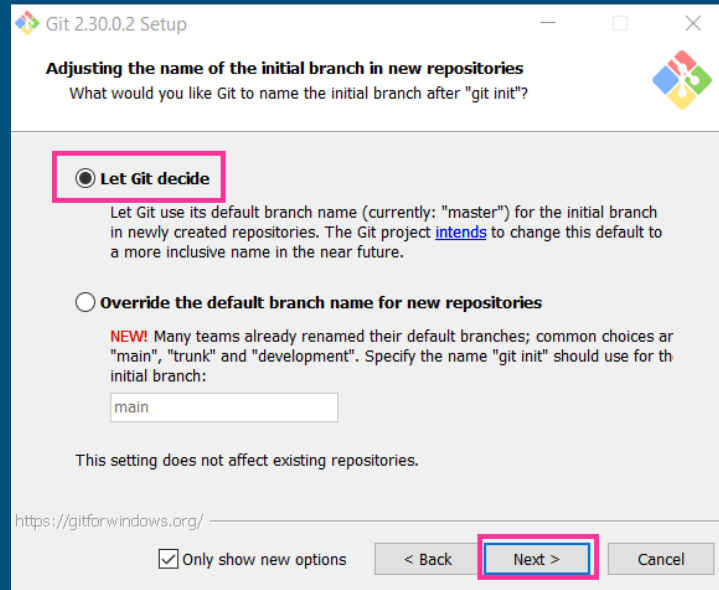 Git 2.30.0.2 Setup
Adjusting the name of the initial branch in new repositories
What would you like Git to name the initial branch after "git init"?
Let Git decide
Let Git use its default branch name (currently: "master") for the initial branch
in newly created repositories. The Git project intends to change this default to
a more inclusive name in the near future.
Override the default branch name for new repositories
NEW! Many teams already renamed their default branches; common choices ar
"main", "trunk" and "development". Specify the name "git init" should use for th
initial branch:
main
This setting does not affect existing repositories.
https://gitforwindows.org/
Only show new options
< Back
Next >
Cancel